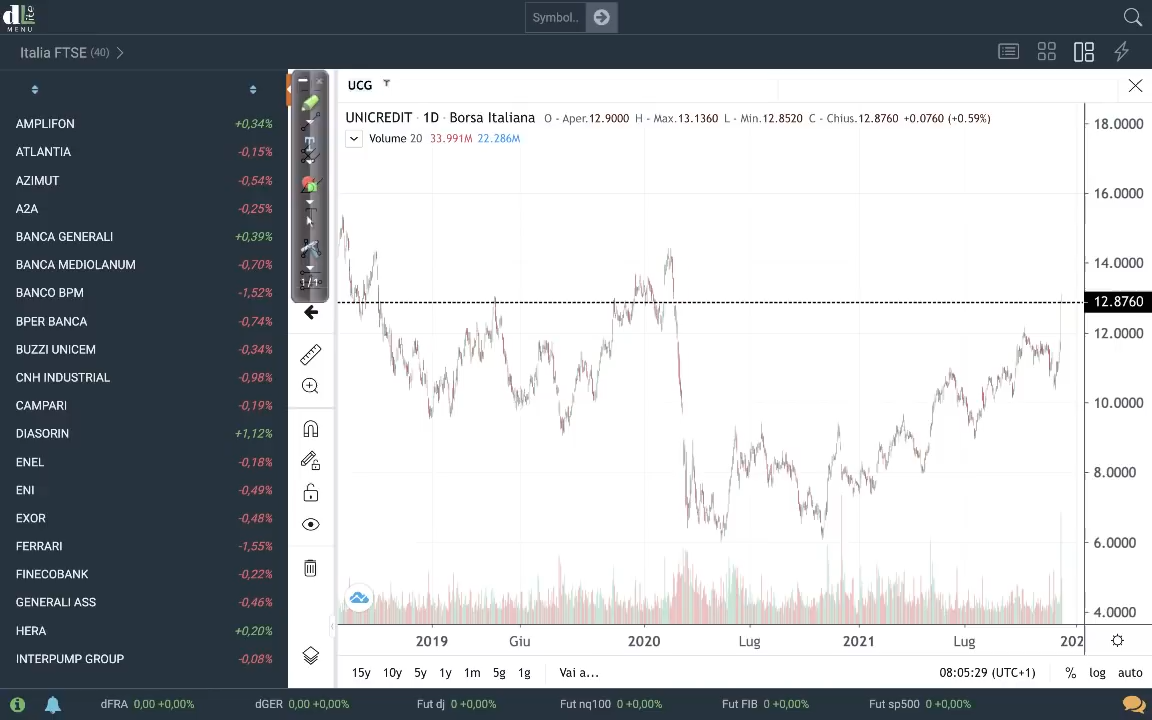 dLite
MENU
Symbol..
Italia FTSE (40)
AMPLIFON +0,34%
ATLANTIA -0,15%
AZIMUT -0,54%
A2A -0,25%
BANCA GENERALI +0,39%
BANCA MEDIOLANUM -0,70%
BANCO BPM -1,52%
BPER BANCA -0,74%
BUZZI UNICEM -0,34%
CNH INDUSTRIAL -0,98%
CAMPARI -0,19%
DIASORIN +1,12%
ENEL -0,18%
ENI -0,49%
EXOR -0,48%
FERRARI -1,55%
FINECOBANK -0,22%
GENERALI ASS -0,46%
HERA +0,20%
INTERPUMP GROUP -0,08%
1/1
UCG
UNICREDIT · 1D · Borsa Italiana O - Aper.12.9000 H - Max.13.1360 L - Min.12.8520 C - Chius.12.8760 +0.0760 (+0.59%)
Volume 20 33.991M 22.286M
18.0000
16.0000
14.0000
12.8760
12.0000
10.0000
8.0000
6.0000
4.0000
2019 Giu 2020 Lug 2021 Lug 202
15y 10y 5y 1y 1m 5g 1g Vai a... 08:05:29 (UTC+1) % log auto
dFRA 0,00 +0,00% dGER 0,00 +0,00% Fut dj 0 +0,00% Fut nq100 0 +0,00% Fut FIB 0 +0,00% Fut sp500 0 +0,00%